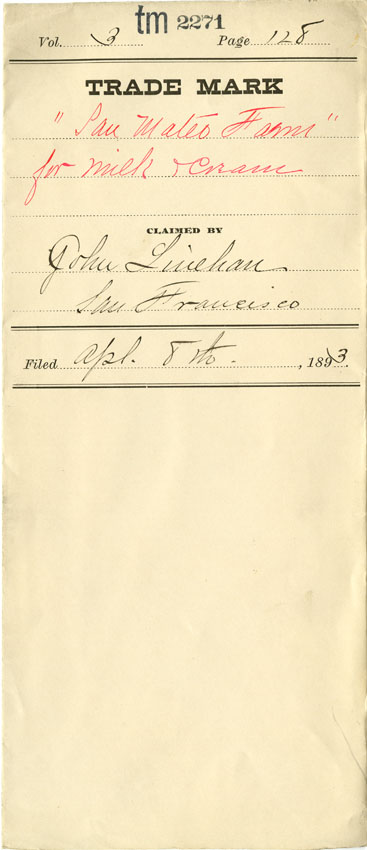 tm 2271
Vol. 3 Page 128
TRADE MARK
"San Mateo Farm"
for milk & Cream
CLAIMED BY
John Linehan
San Francisco
Filed Apl. 8th. , 1893.